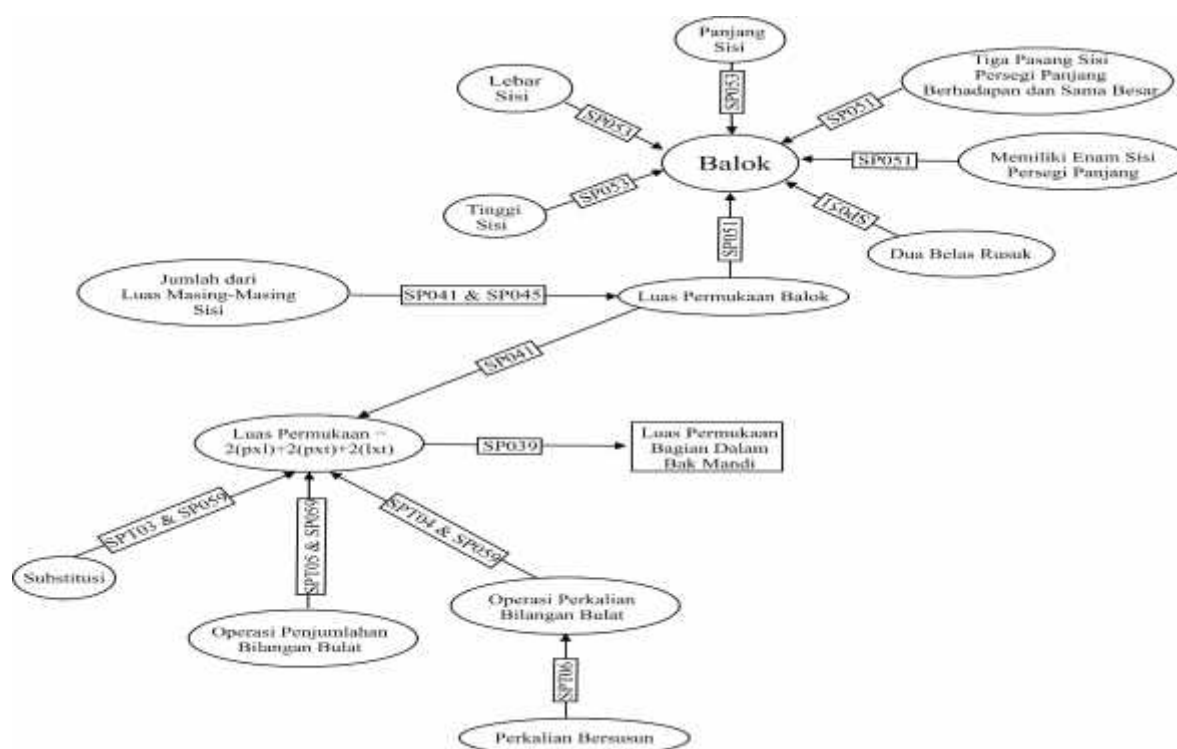 Panjang
Sisi
SP053
Lebar
Sisi
SP053
Tiga Pasang Sisi
Persegi Panjang
Berhadapan dan Sama Besar
SP051
Balok
SP051
Memiliki Enam Sisi
Persegi Panjang
Tinggi
Sisi
SP053
SP051
SP051
Dua Belas Rusuk
Jumlah dari
Luas Masing-Masing
Sisi
SP041 & SP045
Luas Permukaan Balok
SP041
Luas Permukaan =
2(pxl)+2(pxt)+2(lxt)
SP039
Luas Permukaan
Bagian Dalam
Bak Mandi
SPT03 & SP059
SPT05 & SP059
SPT04 & SP059
Substitusi
Operasi Penjumlahan
Bilangan Bulat
Operasi Perkalian
Bilangan Bulat
SPT06
Perkalian Bersusun